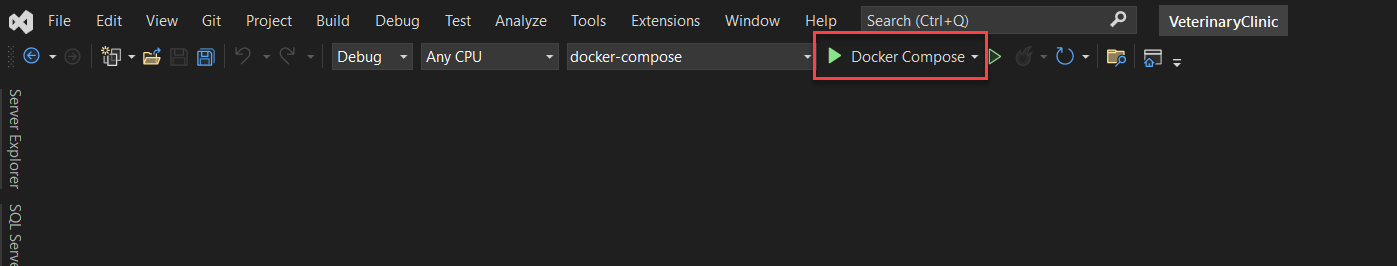 File Edit View Git Project Build Debug Test Analyze Tools Extensions Window Help Search (Ctrl+Q) VeterinaryClinic
Debug Any CPU docker-compose Docker Compose
Server Explorer
SQL Serve